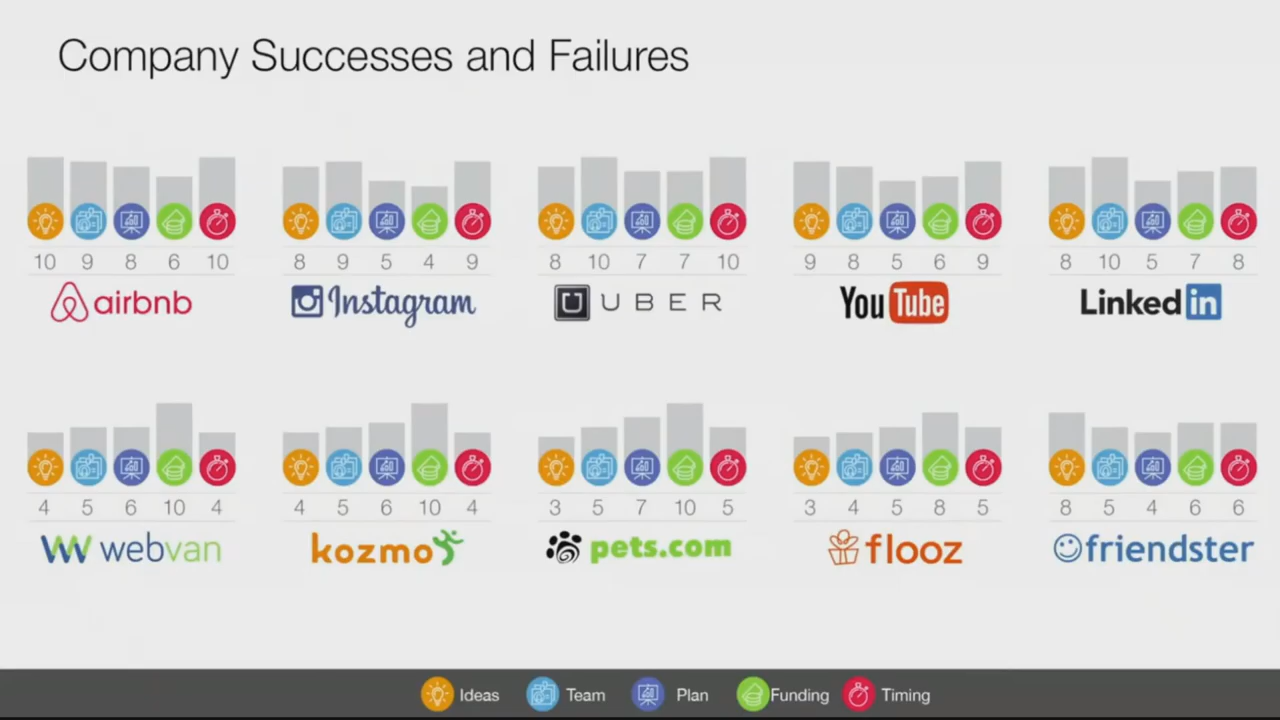 Company Successes and Failures
10 9 8 6 10
8 9 5 4 9
8 10 7 7 10
9 8 5 6 9
8 10 5 7 8
airbnb
Instagram
UBER
YouTube
Linkedin
4 5 6 10 4
4 5 6 10 4
3 5 7 10 5
3 4 5 8 5
8 5 4 6 6
webvan
kozmo
pets.com
flooz
friendster
Ideas Team Plan Funding Timing